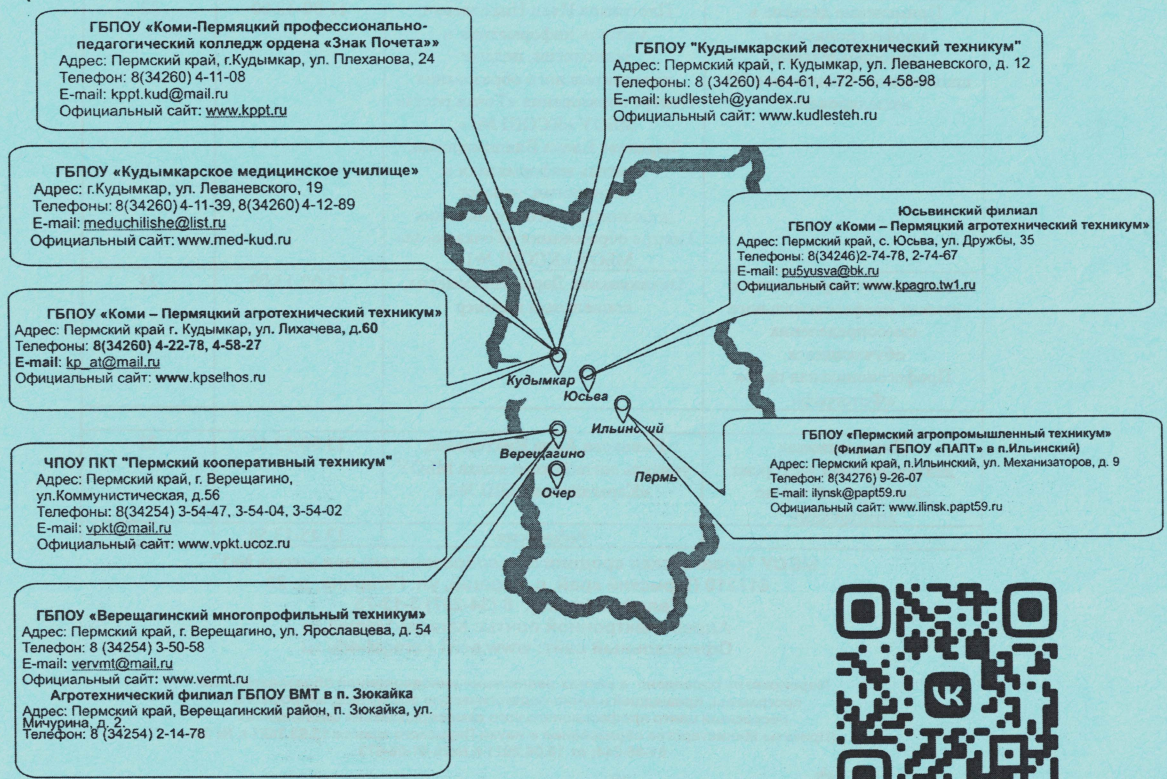 ГБПОУ «Коми-Пермяцкий профессионально-
педагогический колледж ордена «Знак Почета»»
Адрес: Пермский край, г.Кудымкар, ул. Плеханова, 24
Телефон: 8(34260) 4-11-08
E-mail: kppt.kud@mail.ru
Официальный сайт: www.kppt.ru
ГБПОУ "Кудымкарский лесотехнический техникум"
Адрес: Пермский край, г. Кудымкар, ул. Леваневского, д. 12
Телефоны: 8 (34260) 4-64-61, 4-72-56, 4-58-98
E-mail: kudlesteh@yandex.ru
Официальный сайт: www.kudlesteh.ru
ГБПОУ «Кудымкарское медицинское училище»
Адрес: г.Кудымкар, ул. Леваневского, 19
Телефоны: 8(34260) 4-11-39, 8(34260) 4-12-89
E-mail: meduchilishe@list.ru
Официальный сайт: www.med-kud.ru
Юсьвинский филиал
ГБПОУ «Коми – Пермяцкий агротехнический техникум»
Адрес: Пермский край, с. Юсьва, ул. Дружбы, 35
Телефоны: 8(34246)2-74-78, 2-74-67
E-mail: pu5yusva@bk.ru
Официальный сайт: www.kpagro.tw1.ru
ГБПОУ «Коми – Пермяцкий агротехнический техникум»
Адрес: Пермский край г. Кудымкар, ул. Лихачева, д.60
Телефоны: 8(34260) 4-22-78, 4-58-27
E-mail: kp_at@mail.ru
Официальный сайт: www.kpselhos.ru
Кудымкар
Юсьва
Ильинский
Верещагино
Очер
Пермь
ЧПОУ ПКТ "Пермский кооперативный техникум"
Адрес: Пермский край, г. Верещагино,
ул.Коммунистическая, д.56
Телефоны: 8(34254) 3-54-47, 3-54-04, 3-54-02
E-mail: vpkt@mail.ru
Официальный сайт: www.vpkt.ucoz.ru
ГБПОУ «Пермский агропромышленный техникум»
(Филиал ГБПОУ «ПАПТ» в п.Ильинский)
Адрес: Пермский край, п.Ильинский, ул. Механизаторов, д. 9
Телефон: 8(34276) 9-26-07
E-mail: ilynsk@papt59.ru
Официальный сайт: www.ilinsk.papt59.ru
ГБПОУ «Верещагинский многопрофильный техникум»
Адрес: Пермский край, г. Верещагино, ул. Ярославцева, д. 54
Телефон: 8 (34254) 3-50-58
E-mail: vervmt@mail.ru
Официальный сайт: www.vermt.ru
Агротехнический филиал ГБПОУ ВМТ в п. Зюкайка
Адрес: Пермский край, Верещагинский район, п. Зюкайка, ул.
Мичурина, д. 2.
Телефон: 8 (34254) 2-14-78